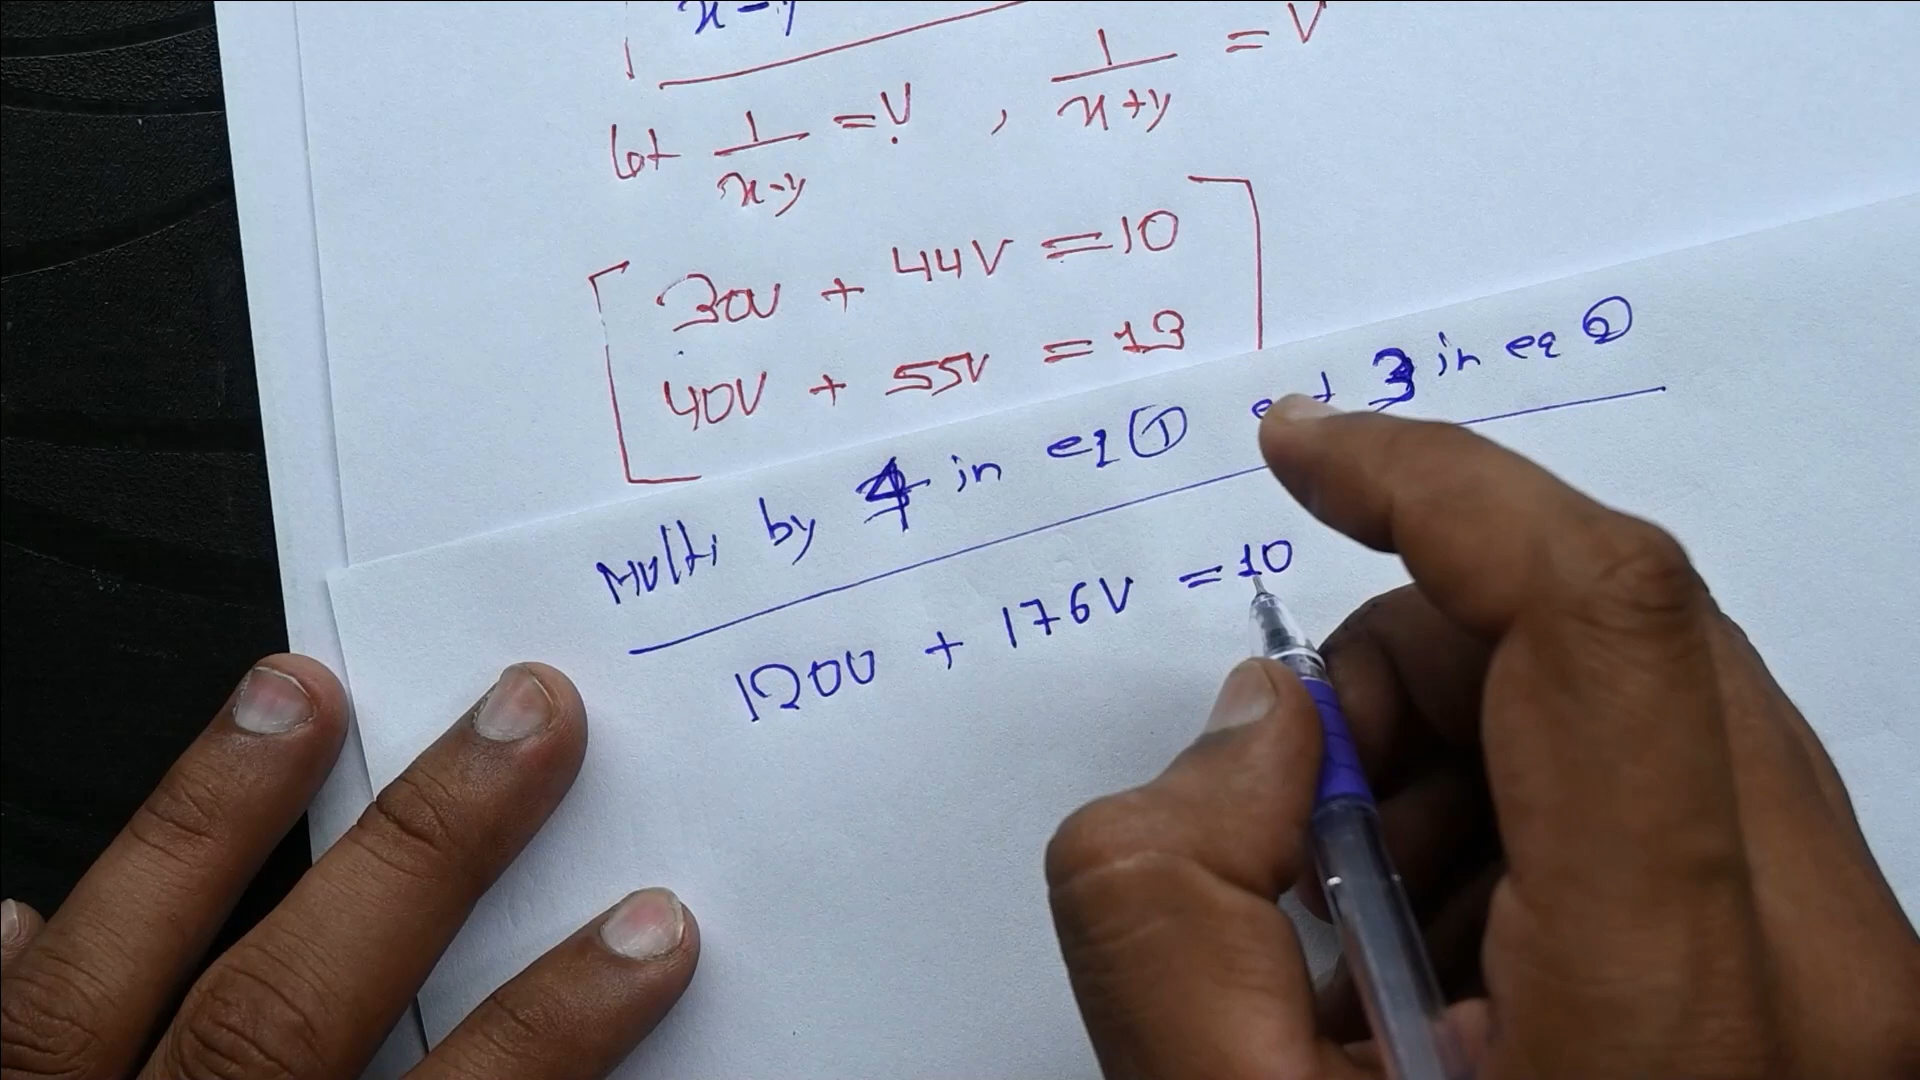 x-y
Let 1/x-y = U , 1/x+y = V
30U + 44V = 10
40U + 55V = 13
Multi by 4 in eq ① 3 in eq ②
120U + 176V = 10